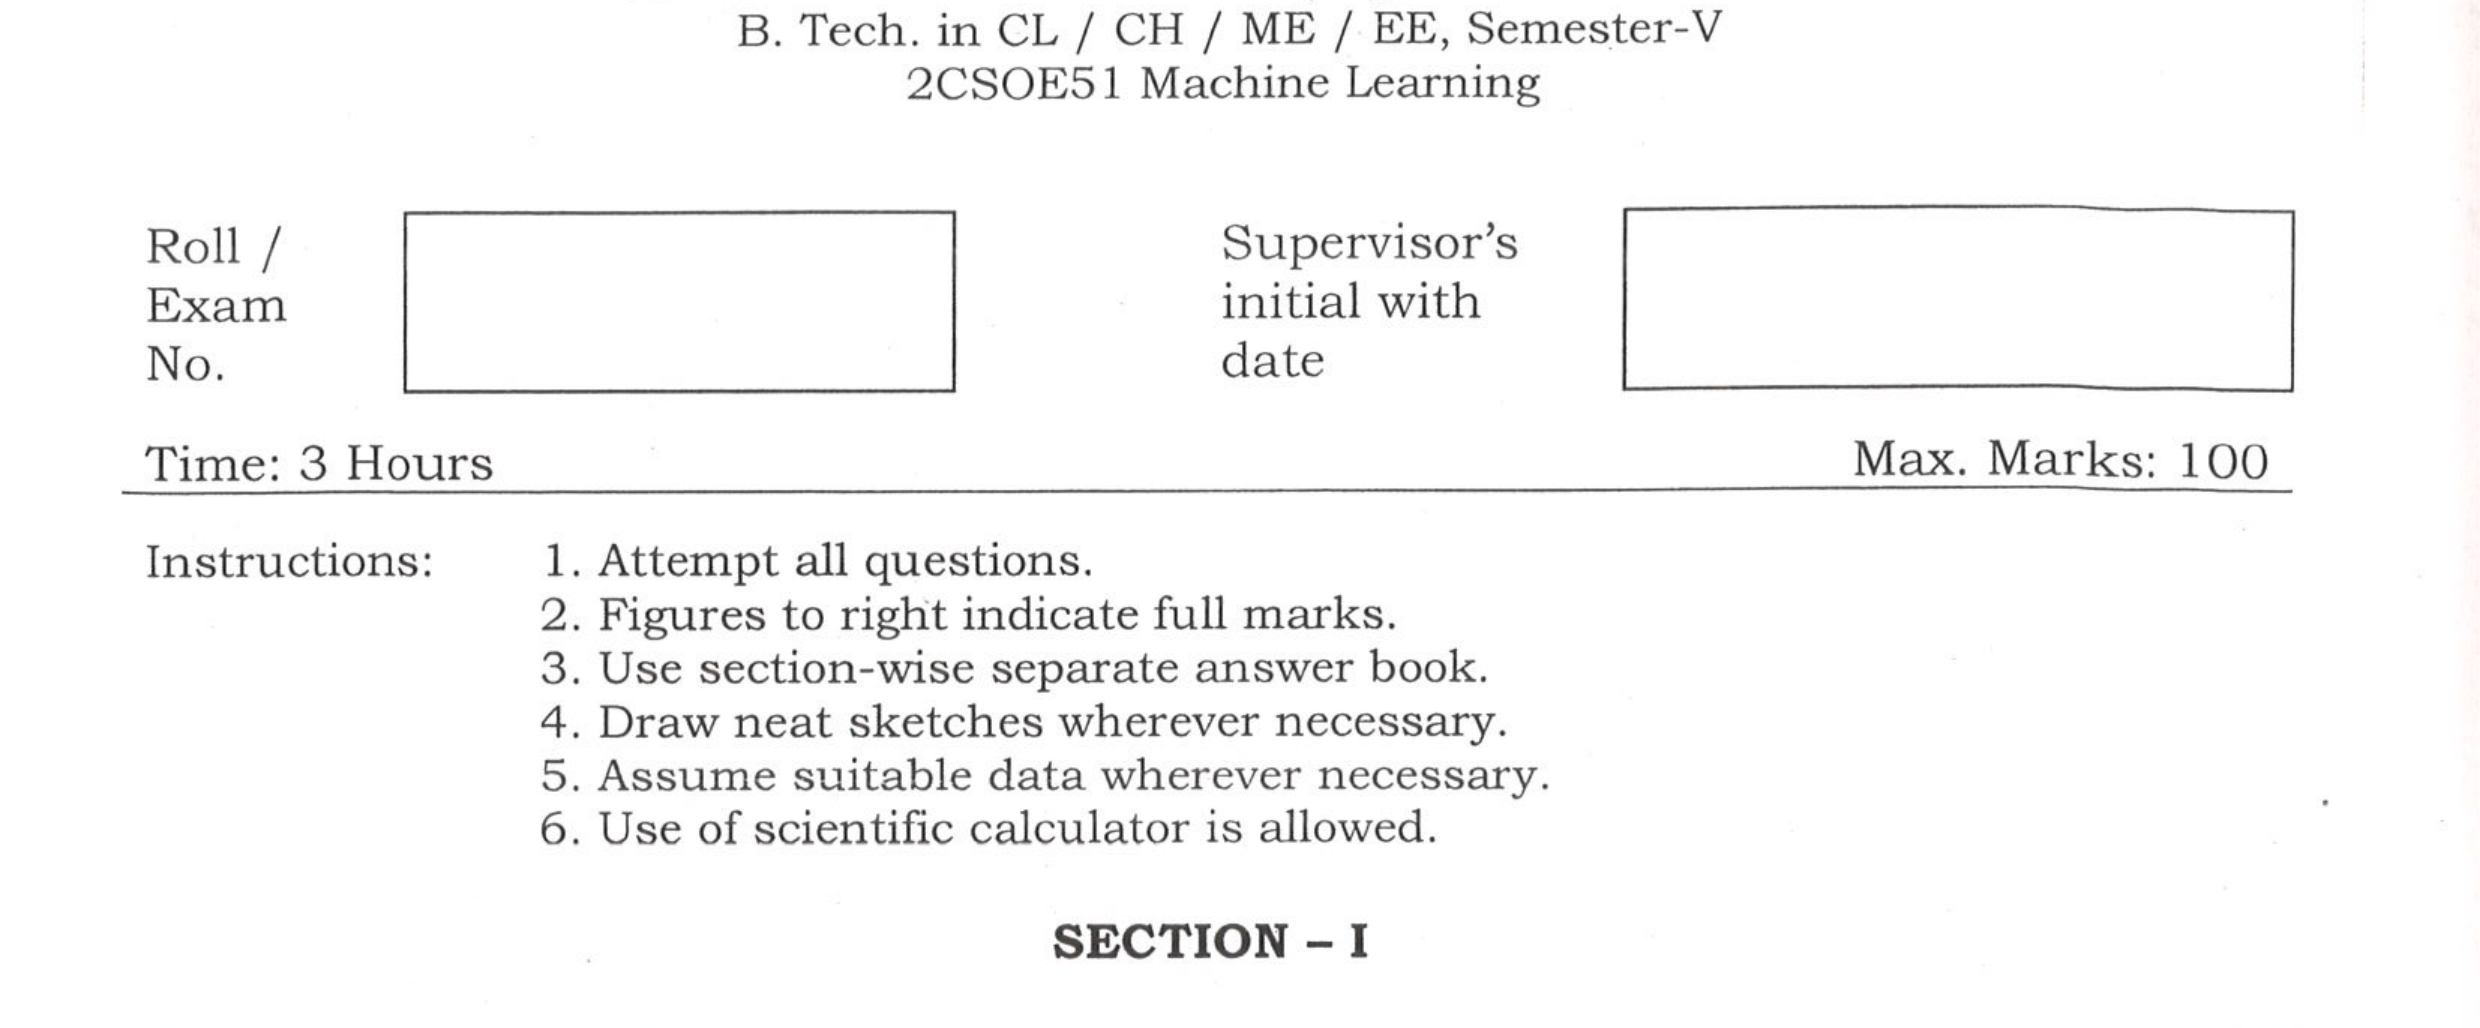 B. Tech. in CL / CH / ME / EE, Semester-V
2CSOE51 Machine Learning
Roll /
Exam
No.
Supervisor's
initial with
date
Time: 3 Hours
Max. Marks: 100
Instructions:
1. Attempt all questions.
2. Figures to right indicate full marks.
3. Use section-wise separate answer book.
4. Draw neat sketches wherever necessary.
5. Assume suitable data wherever necessary.
6. Use of scientific calculator is allowed.
SECTION – I